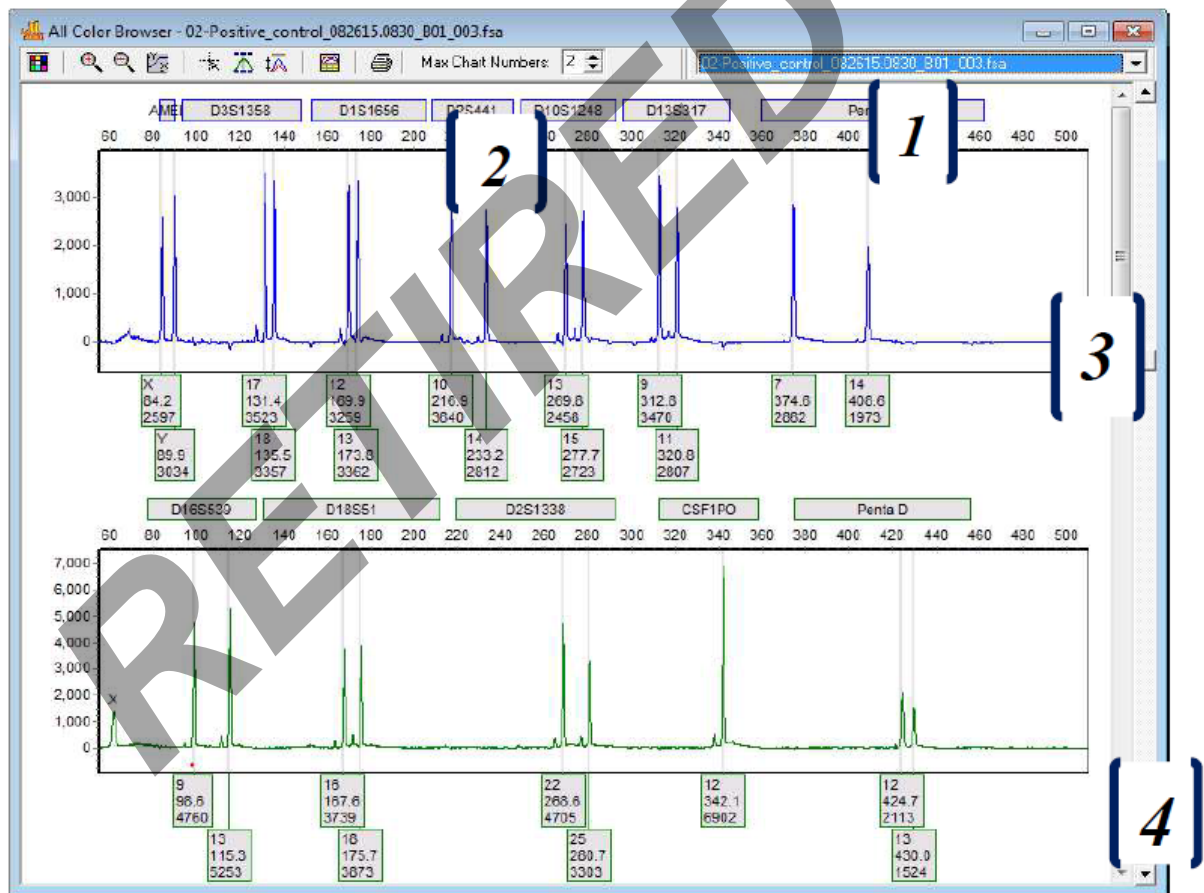 All Color Browser - 02-Positive_control_082615.0830_B01_003.fsa
Max Chart Numbers: 2 02-Positive_control_082615.0830_B01_003.fsa
D3S1358 D1S1656 D2S441 D10S1248 D13S317
60 80 100 120 140 160 180 200 260 280 300 320 340 360 380 400 440 460 480 500
1
2
3,000
2,000
1,000
0
3
X 17 12 10 13 9 7 14
84.2 131.4 169.9 216.9 269.8 312.8 374.6 408.6
2597 3523 3259 3640 2458 3470 2862 1973
Y 18 13 14 15 11
89.9 135.5 173.8 233.2 277.7 320.8
3034 3357 3362 2812 2723 2807
D16S539 D18S51 D2S1338 CSF1PO Penta D
60 80 100 120 140 160 180 200 220 240 260 280 300 320 340 360 380 400 420 440 460 480 500
7,000
6,000
5,000
4,000
3,000
2,000
1,000
0
X
9 16 22 12 12
98.6 167.6 268.6 342.1 424.7
4760 3739 4705 6902 2113
13 18 25 13
115.3 175.7 280.7 430.0
5253 3873 3303 1524
4
RETIRED